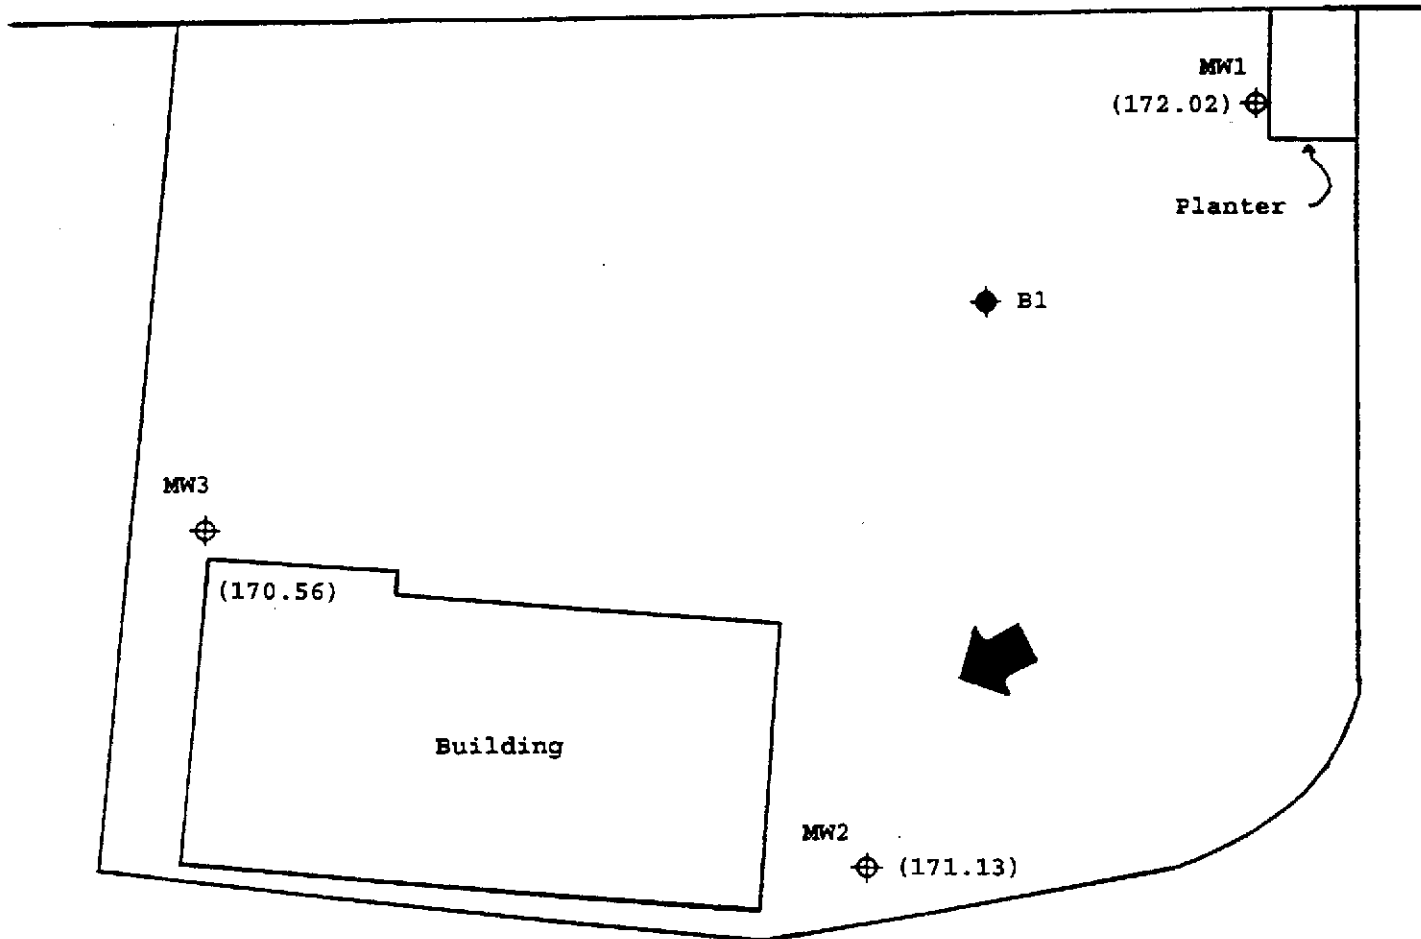 MW1
(172.02)
Planter
B1
MW3
(170.56)
Building
MW2
(171.13)